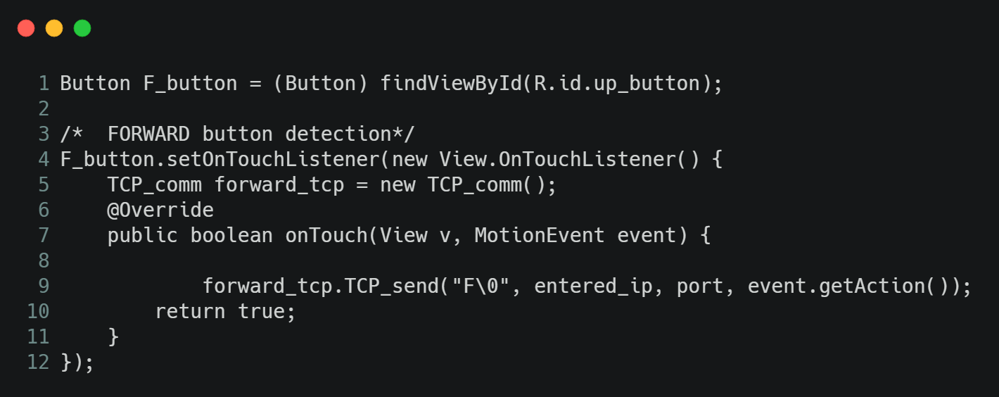 1 Button F_button = (Button) findViewById(R.id.up_button);
2
3 /*  FORWARD button detection*/
4 F_button.setOnTouchListener(new View.OnTouchListener() {
5     TCP_comm forward_tcp = new TCP_comm();
6     @Override
7     public boolean onTouch(View v, MotionEvent event) {
8
9             forward_tcp.TCP_send("F\0", entered_ip, port, event.getAction());
10         return true;
11     }
12 });